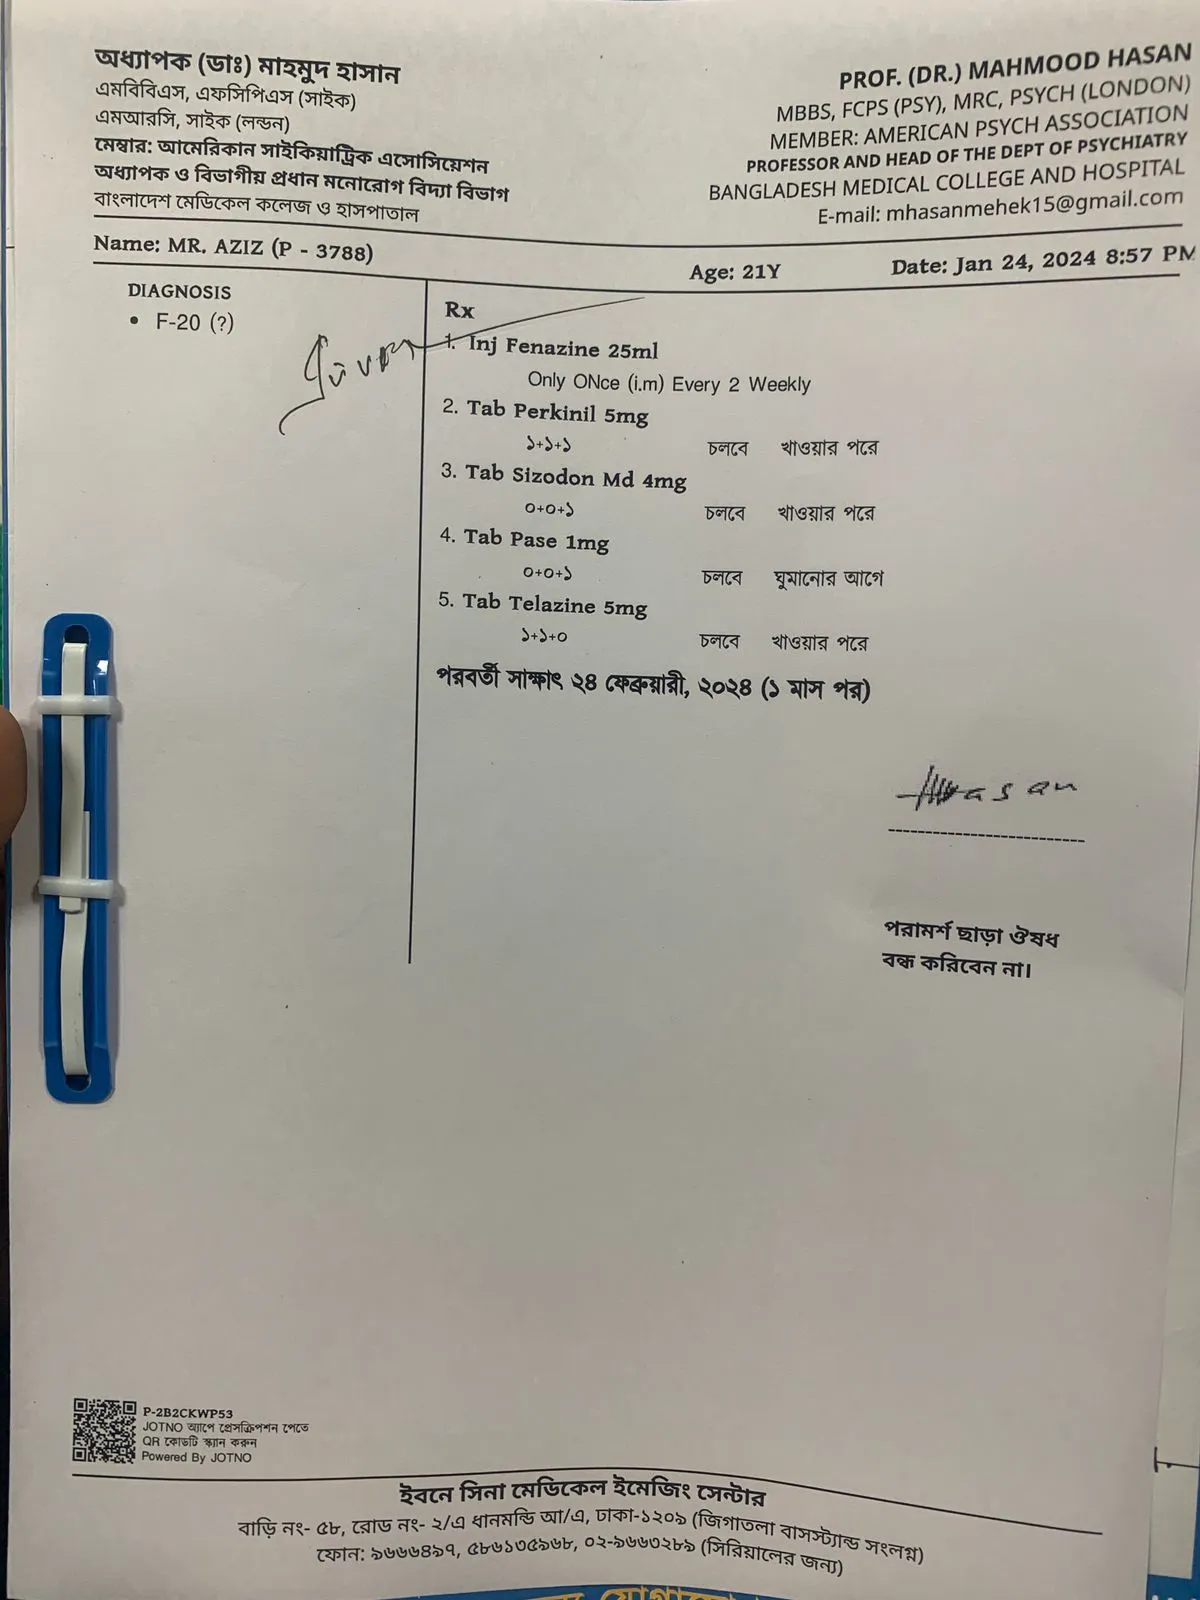 অধ্যাপক (ডাঃ) মাহমুদ হাসান
এমবিবিএস, এফসিপিএস (সাইক)
এমআরসি, সাইক (লন্ডন)
মেম্বার: আমেরিকান সাইকিয়াট্রিক এসোসিয়েশন
অধ্যাপক ও বিভাগীয় প্রধান মনোরোগ বিদ্যা বিভাগ
বাংলাদেশ মেডিকেল কলেজ ও হাসপাতাল
PROF. (DR.) MAHMOOD HASAN
MBBS, FCPS (PSY), MRC, PSYCH (LONDON)
MEMBER: AMERICAN PSYCH ASSOCIATION
PROFESSOR AND HEAD OF THE DEPT OF PSYCHIATRY
BANGLADESH MEDICAL COLLEGE AND HOSPITAL
E-mail: mhasanmehek15@gmail.com
Name: MR. AZIZ (P - 3788) Age: 21Y Date: Jan 24, 2024 8:57 PM
DIAGNOSIS
• F-20 (?)
Rx
1. Inj Fenazine 25ml
Only ONce (i.m) Every 2 Weekly
2. Tab Perkinil 5mg
১+১+১ চলবে খাওয়ার পরে
3. Tab Sizodon Md 4mg
০+০+১ চলবে খাওয়ার পরে
4. Tab Pase 1mg
০+০+১ চলবে ঘুমানোর আগে
5. Tab Telazine 5mg
১+১+০ চলবে খাওয়ার পরে
পরবর্তী সাক্ষাৎ ২৪ ফেব্রুয়ারী, ২০২৪ (১ মাস পর)
Hasan
পরামর্শ ছাড়া ঔষধ
বন্ধ করিবেন না।
P-2B2CKWP53
JOTNO অ্যাপে প্রেসক্রিপশন পেতে
QR কোডটি স্ক্যান করুন
Powered By JOTNO
ইবনে সিনা মেডিকেল ইমেজিং সেন্টার
বাড়ি নং- ৫৮, রোড নং- ২/এ ধানমন্ডি আ/এ, ঢাকা-১২০৯ (জিগাতলা বাসস্ট্যান্ড সংলগ্ন)
ফোন: ৯৬৬৬৪৯৭, ৫৮৬১৩৫৯৬৮, ০২-৯৬৬৩২৮৯ (সিরিয়ালের জন্য)